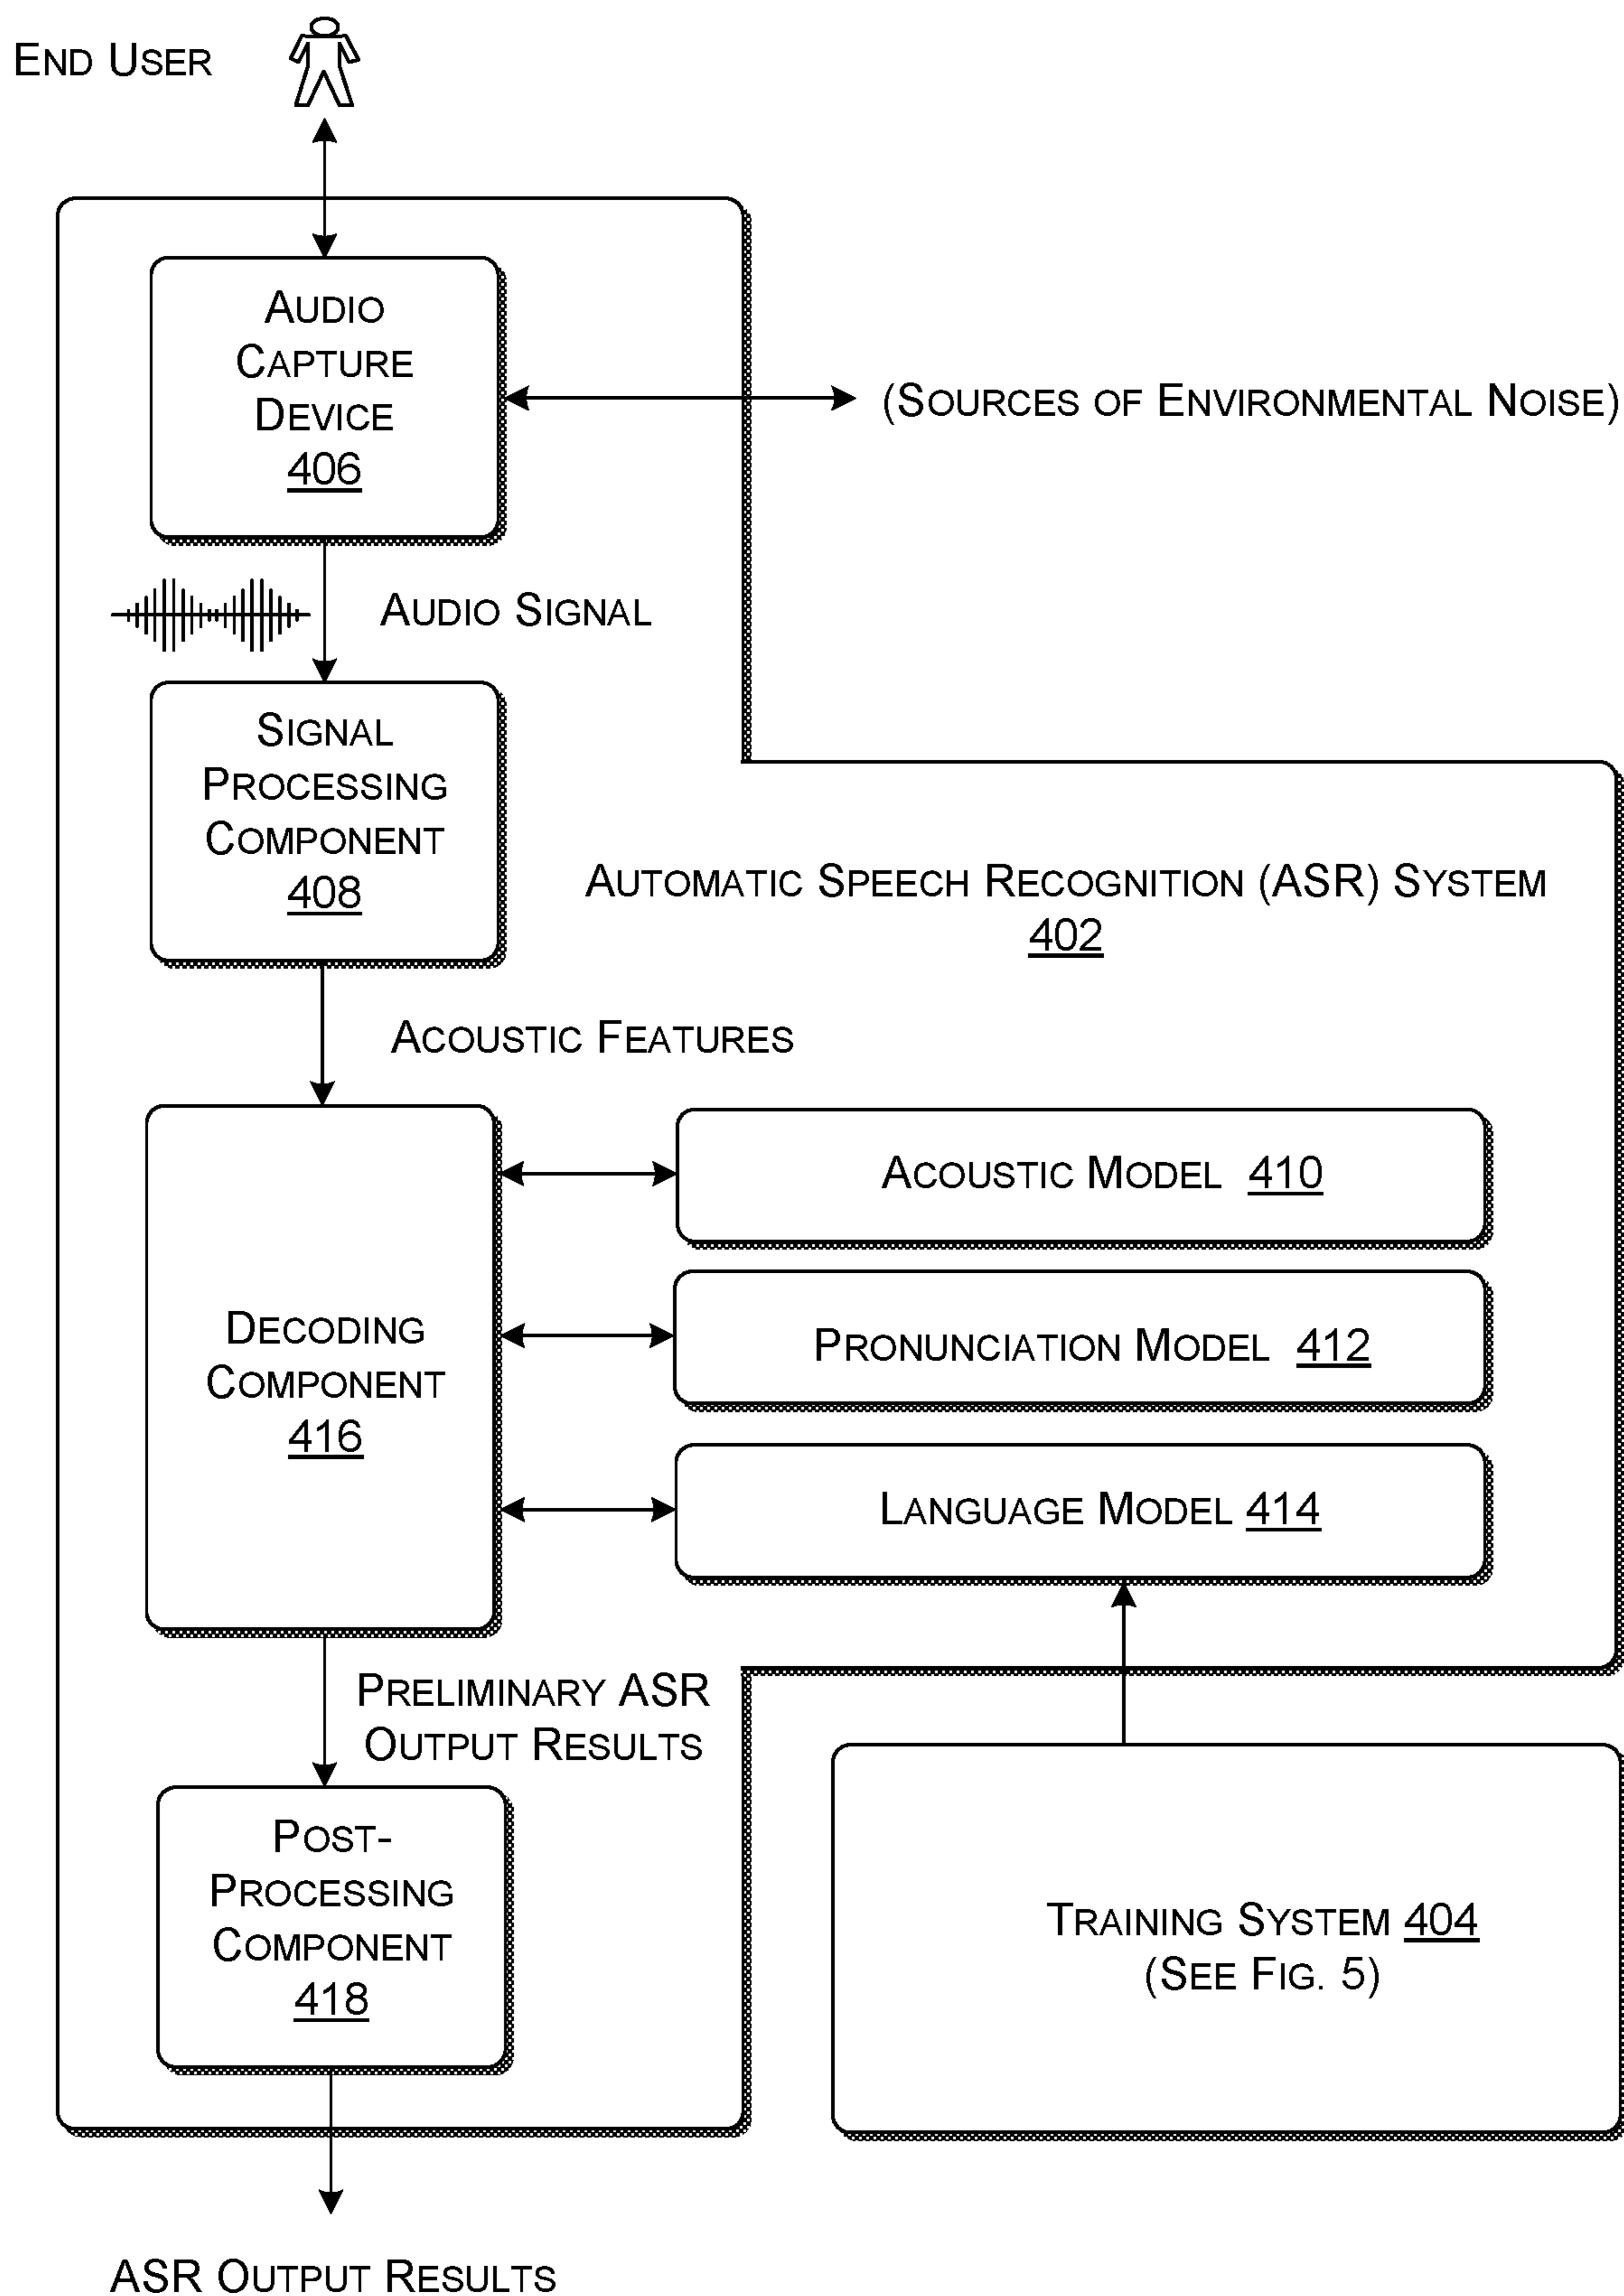 END USER
AUDIO
CAPTURE
DEVICE
406
(SOURCES OF ENVIRONMENTAL NOISE)
AUDIO SIGNAL
SIGNAL
PROCESSING
COMPONENT
408
AUTOMATIC SPEECH RECOGNITION (ASR) SYSTEM
402
ACOUSTIC FEATURES
ACOUSTIC MODEL 410
DECODING
COMPONENT
416
PRONUNCIATION MODEL 412
LANGUAGE MODEL 414
PRELIMINARY ASR
OUTPUT RESULTS
POST-
PROCESSING
COMPONENT
418
TRAINING SYSTEM 404
(SEE FIG. 5)
ASR OUTPUT RESULTS